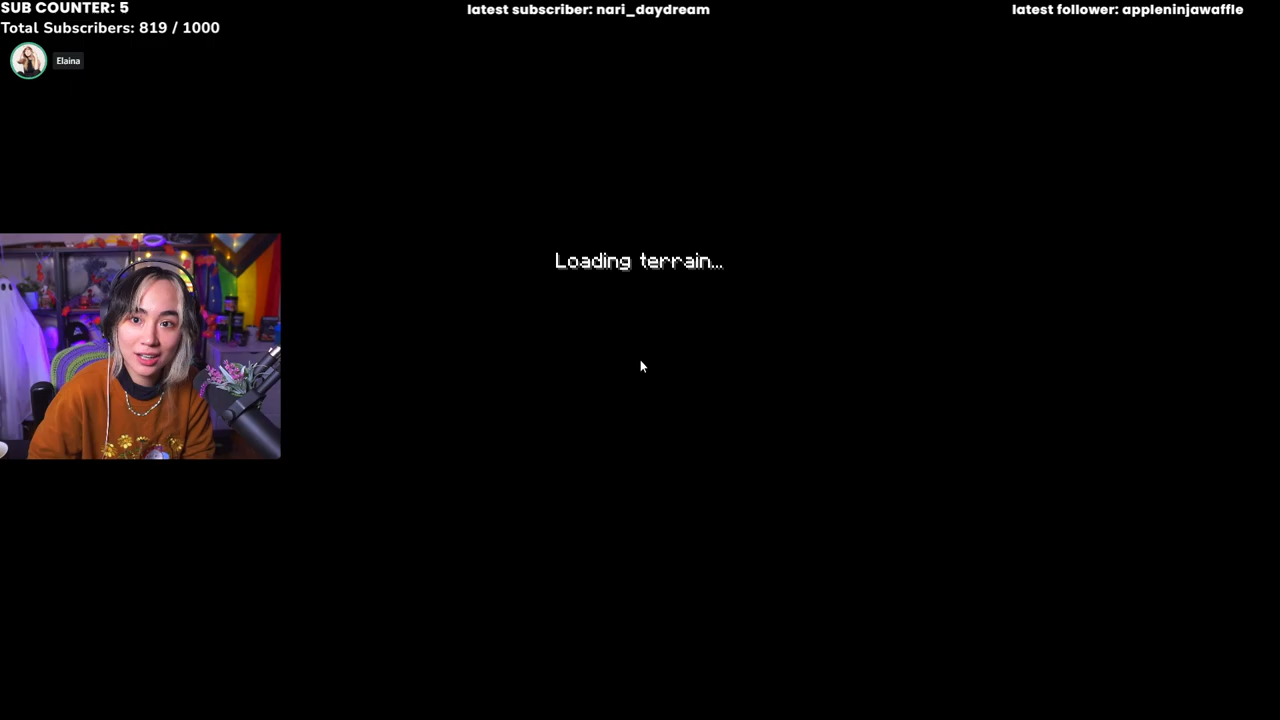 SUB COUNTER: 5
latest subscriber: nari_daydream
latest follower: appleninjawaffle
Total Subscribers: 819 / 1000
Elaina
Loading terrain...